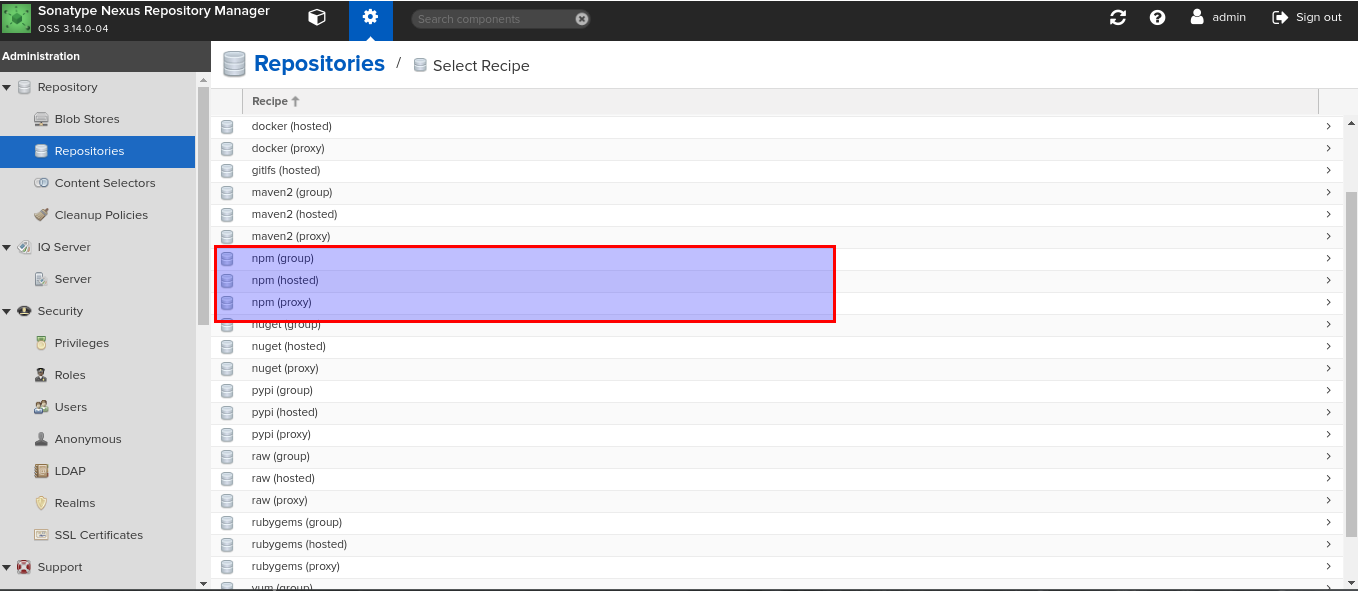 Sonatype Nexus Repository Manager
OSS 3.14.0-04
Search components
admin
Sign out
Administration
Repository
Blob Stores
Repositories
Content Selectors
Cleanup Policies
IQ Server
Server
Security
Privileges
Roles
Users
Anonymous
LDAP
Realms
SSL Certificates
Support
Repositories / Select Recipe
Recipe
docker (hosted)
docker (proxy)
gitlfs (hosted)
maven2 (group)
maven2 (hosted)
maven2 (proxy)
npm (group)
npm (hosted)
npm (proxy)
nuget (group)
nuget (hosted)
nuget (proxy)
pypi (group)
pypi (hosted)
pypi (proxy)
raw (group)
raw (hosted)
raw (proxy)
rubygems (group)
rubygems (hosted)
rubygems (proxy)
yum (group)